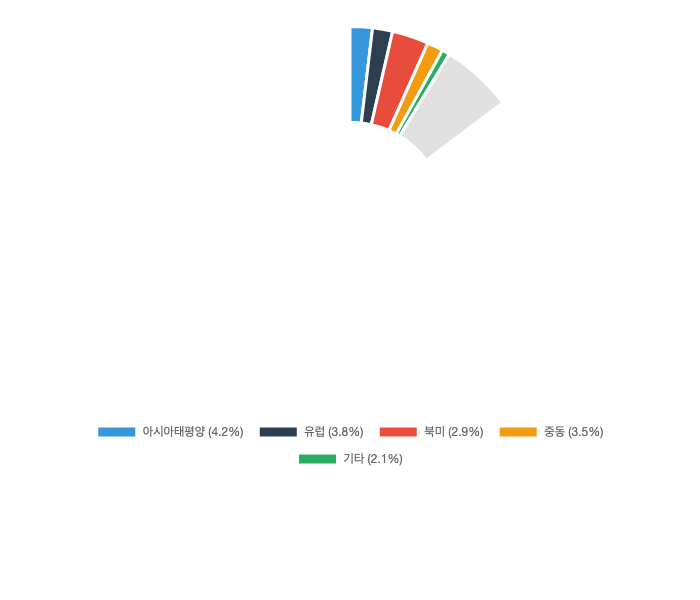 아시아태평양 (4.2%) 유럽 (3.8%) 북미 (2.9%) 중동 (3.5%)
기타 (2.1%)